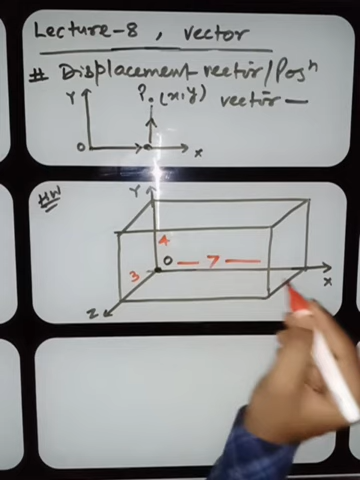 Lecture-8, vector
# Displacement vector/Posⁿ
vector —
Y
P.(x,y)
O
X
HW
Y
4
O
7
3
X
Z